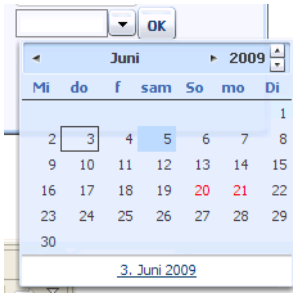 OK
Juni 2009
Mi do f sam So mo Di
1
2 3 4 5 6 7 8
9 10 11 12 13 14 15
16 17 18 19 20 21 22
23 24 25 26 27 28 29
30
3. Juni 2009